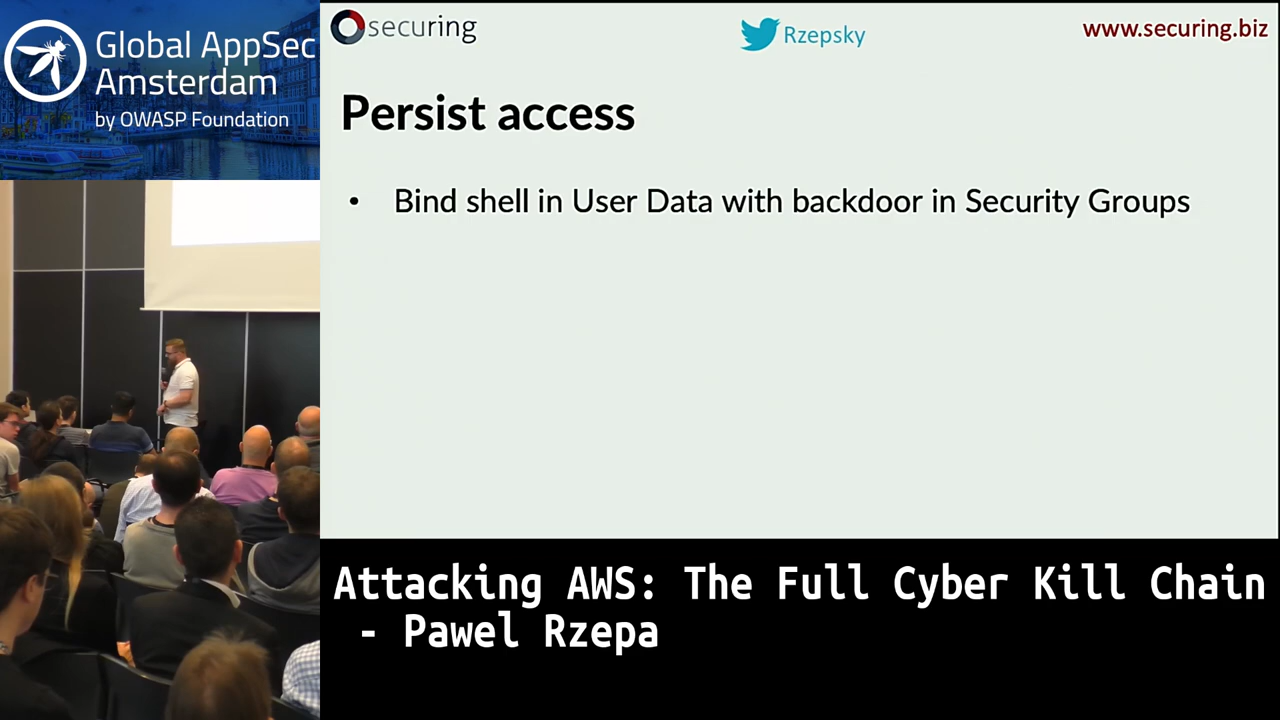 Global AppSec
Amsterdam
by OWASP Foundation
securing
Rzepsky
www.securing.biz
Persist access
• Bind shell in User Data with backdoor in Security Groups
Attacking AWS: The Full Cyber Kill Chain
- Pawel Rzepa